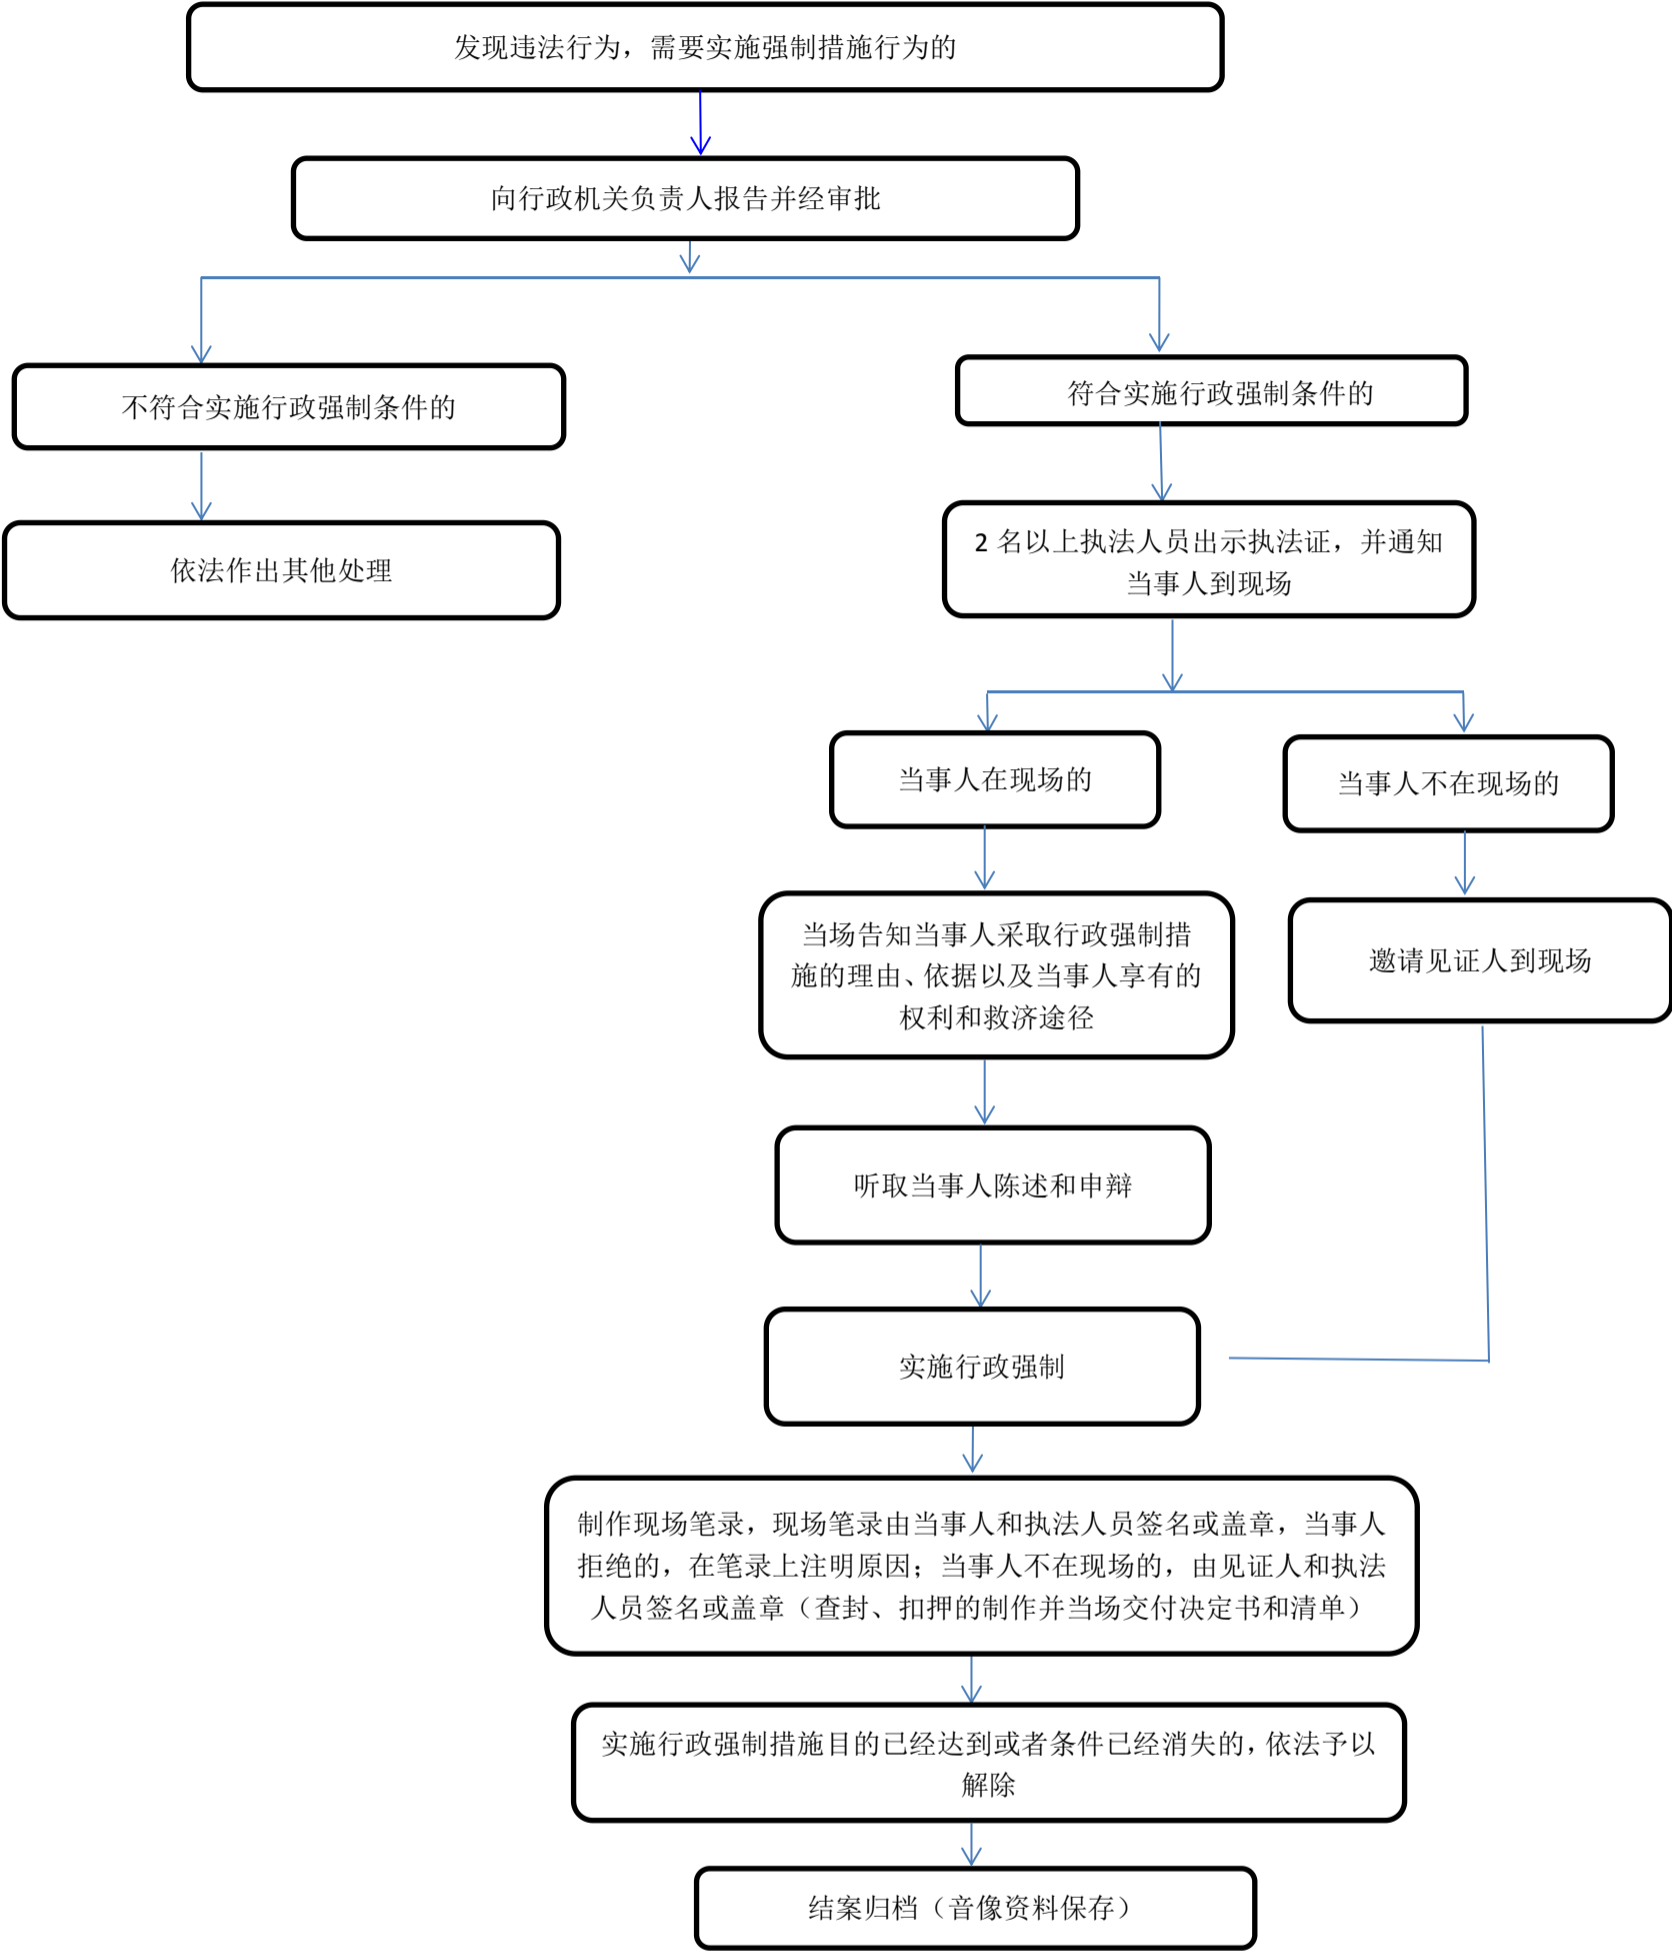 发现违法行为，需要实施强制措施行为的
向行政机关负责人报告并经审批
不符合实施行政强制条件的
符合实施行政强制条件的
依法作出其他处理
2 名以上执法人员出示执法证，并通知
当事人到现场
当事人在现场的
当事人不在现场的
当场告知当事人采取行政强制措
施的理由、依据以及当事人享有的
权利和救济途径
邀请见证人到现场
听取当事人陈述和申辩
实施行政强制
制作现场笔录，现场笔录由当事人和执法人员签名或盖章，当事人
拒绝的，在笔录上注明原因；当事人不在现场的，由见证人和执法
人员签名或盖章（查封、扣押的制作并当场交付决定书和清单）
实施行政强制措施目的已经达到或者条件已经消失的，依法予以
解除
结案归档（音像资料保存）